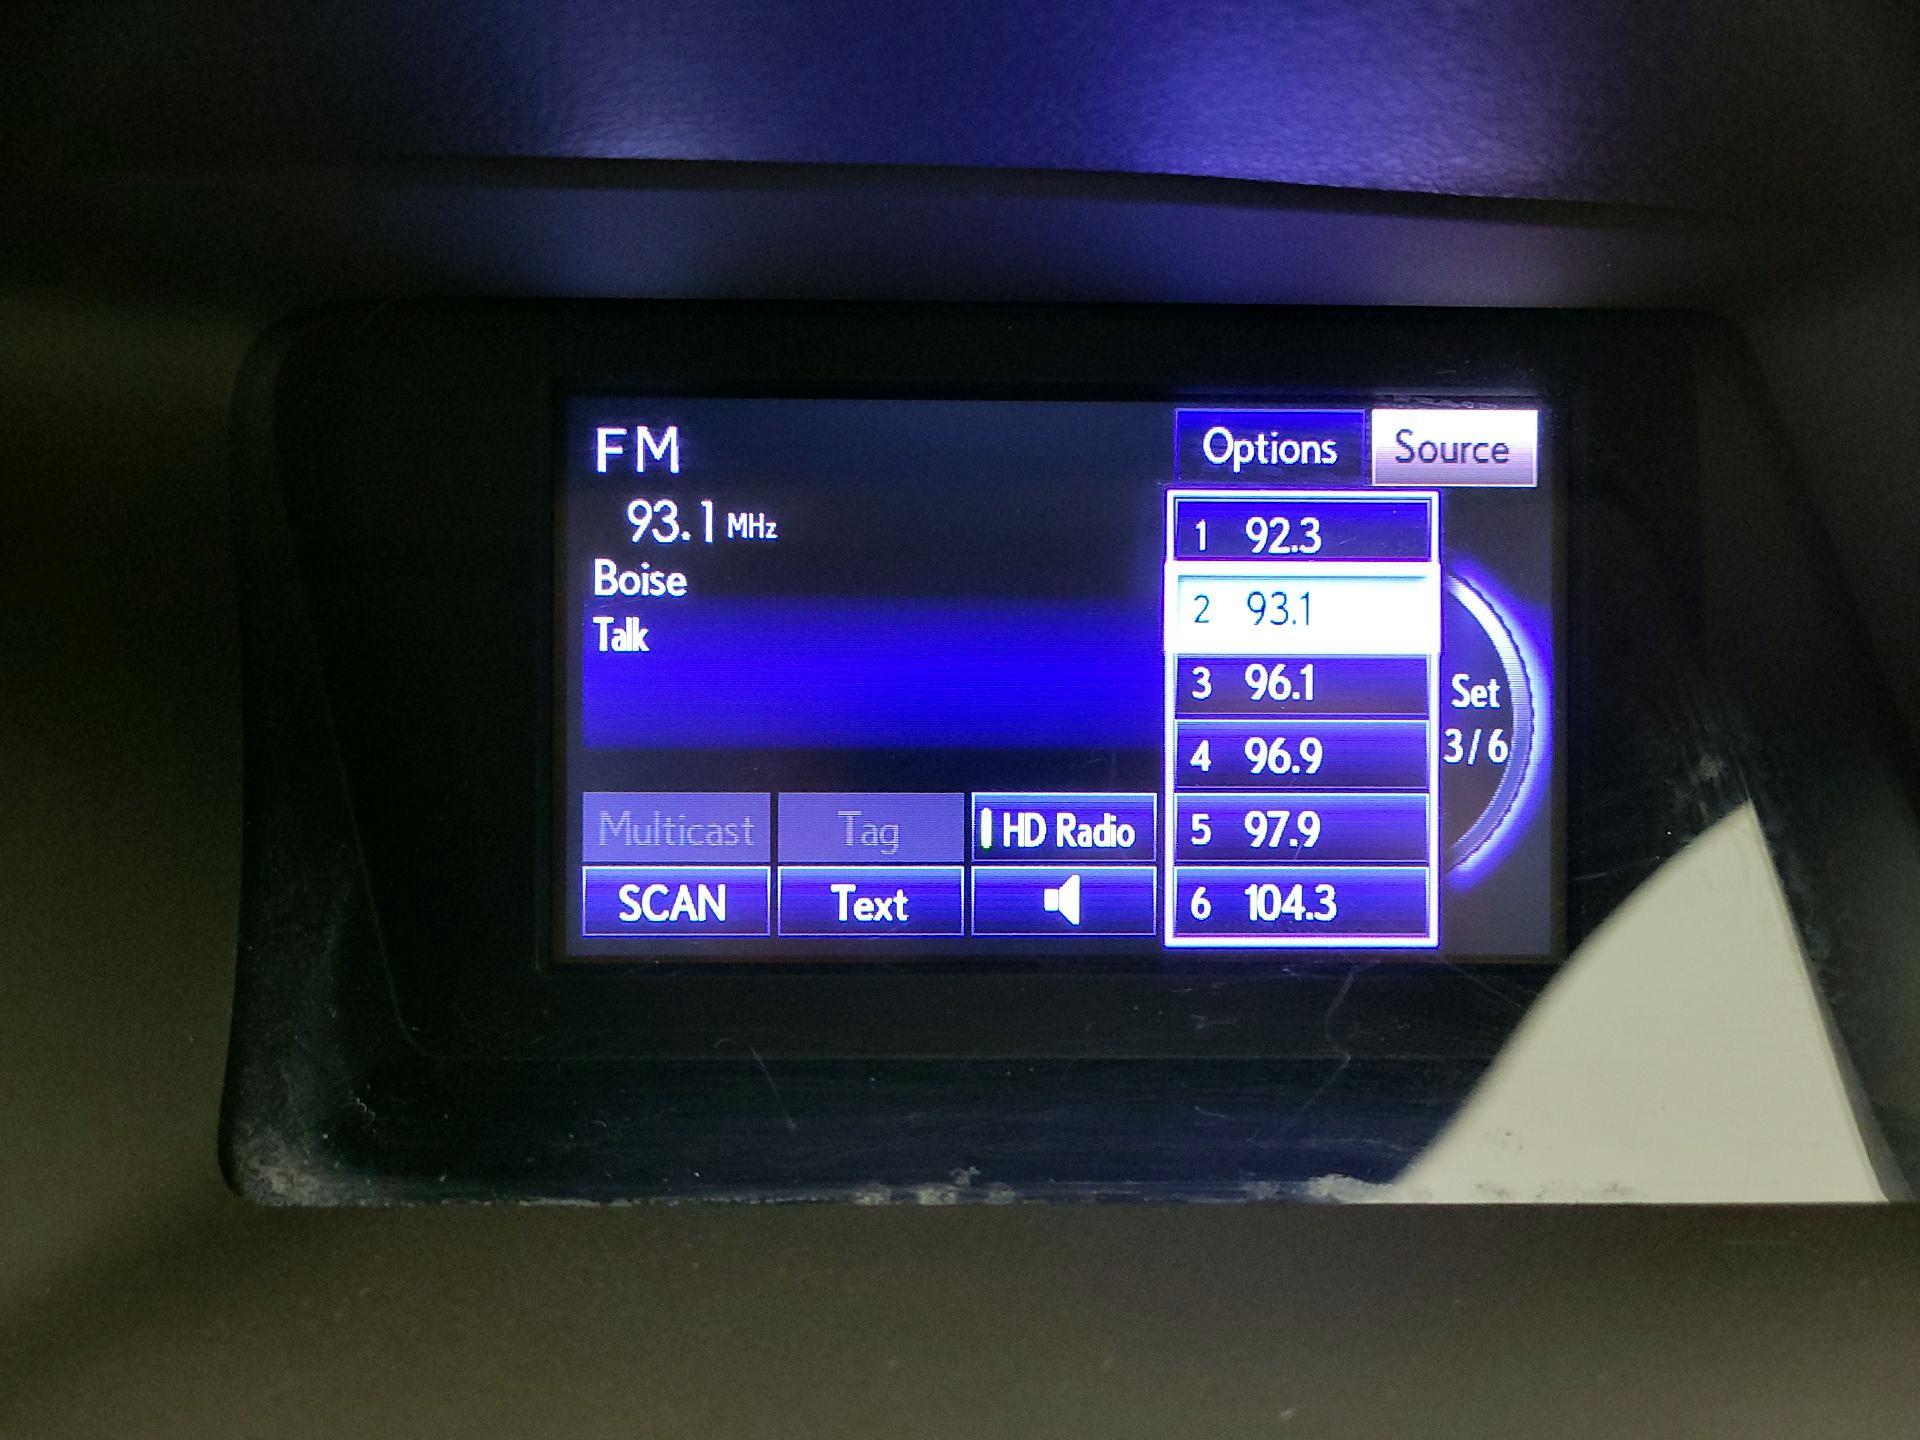 FM
93.1 MHz
Boise
Talk
Options Source
1 92.3
2 93.1
3 96.1
4 96.9
5 97.9
6 104.3
Set
3/6
Multicast Tag HD Radio
SCAN Text